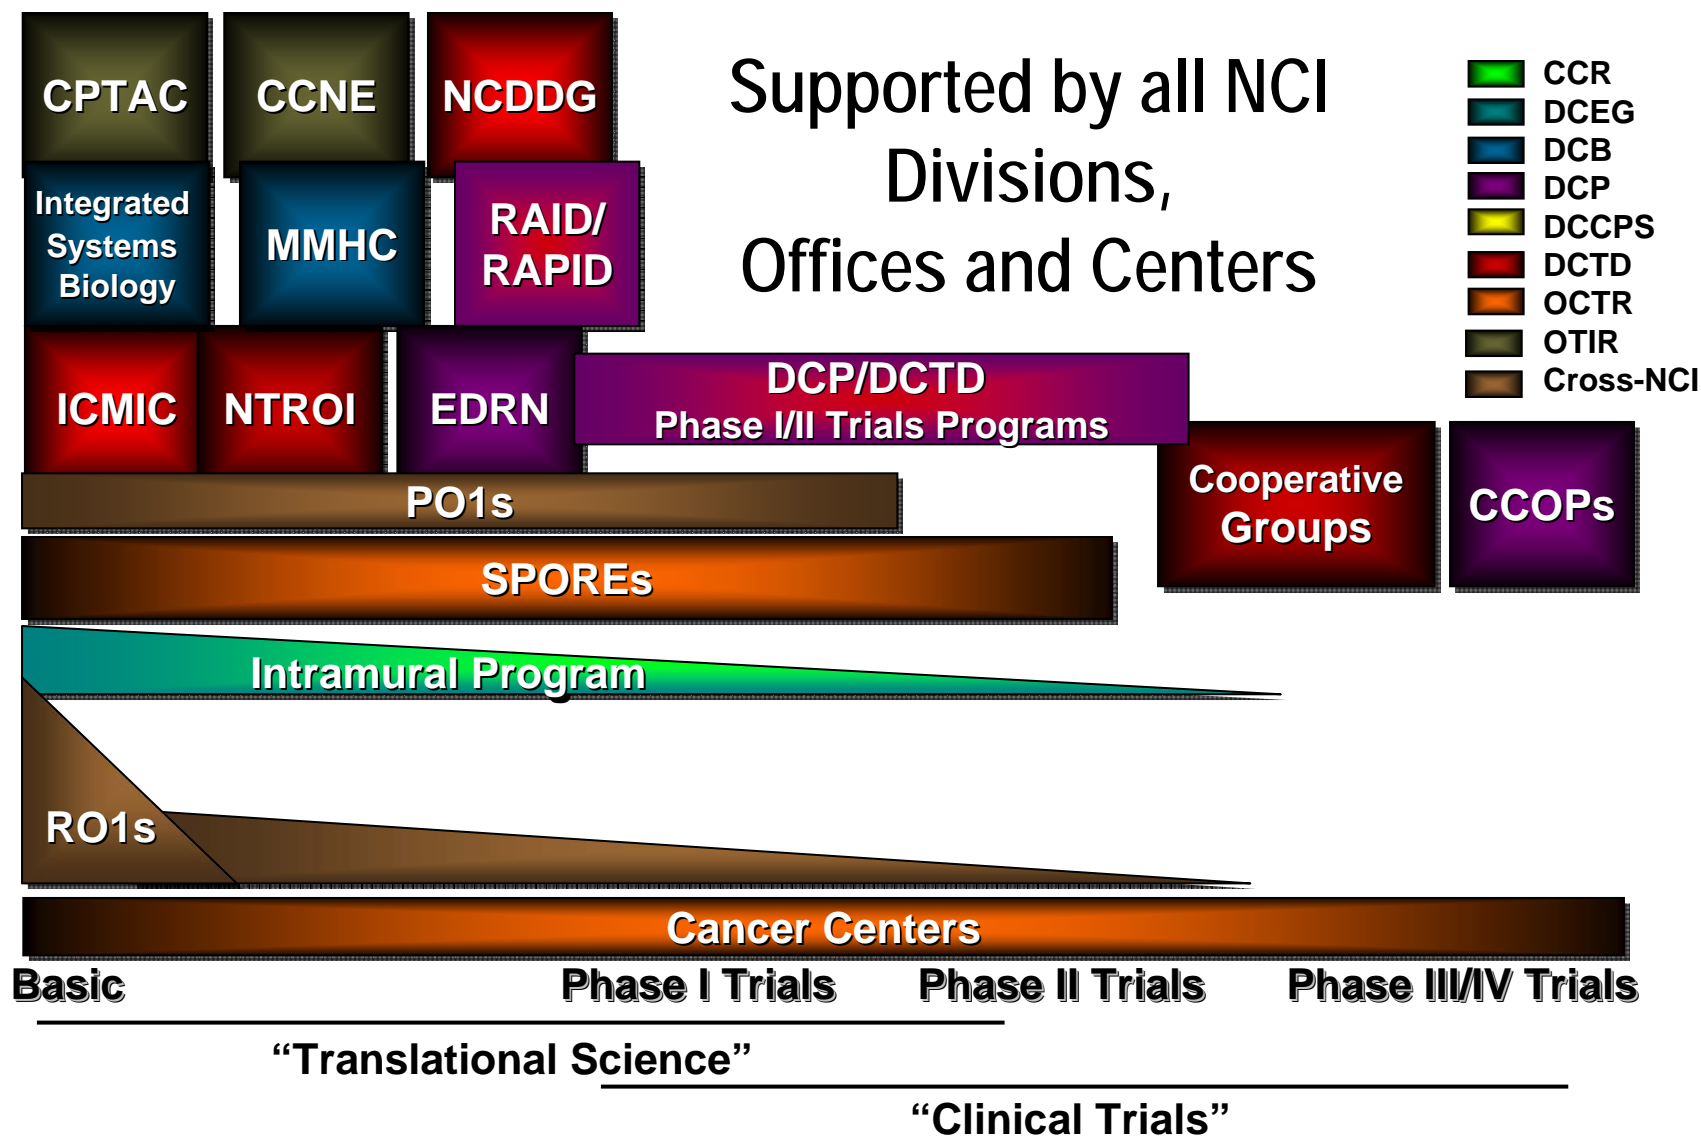 CPTAC
CCNE
NCDDG
Supported by all NCI
Divisions,
Offices and Centers
CCR
DCEG
DCB
DCP
DCCPS
DCTD
OCTR
OTIR
Cross-NCI
Integrated
Systems
Biology
MMHC
RAID/
RAPID
ICMIC
NTROI
EDRN
DCP/DCTD
Phase I/II Trials Programs
Cooperative
Groups
CCOPs
PO1s
SPOREs
Intramural Program
RO1s
Cancer Centers
Basic
Phase I Trials
Phase II Trials
Phase III/IV Trials
“Translational Science”
“Clinical Trials”